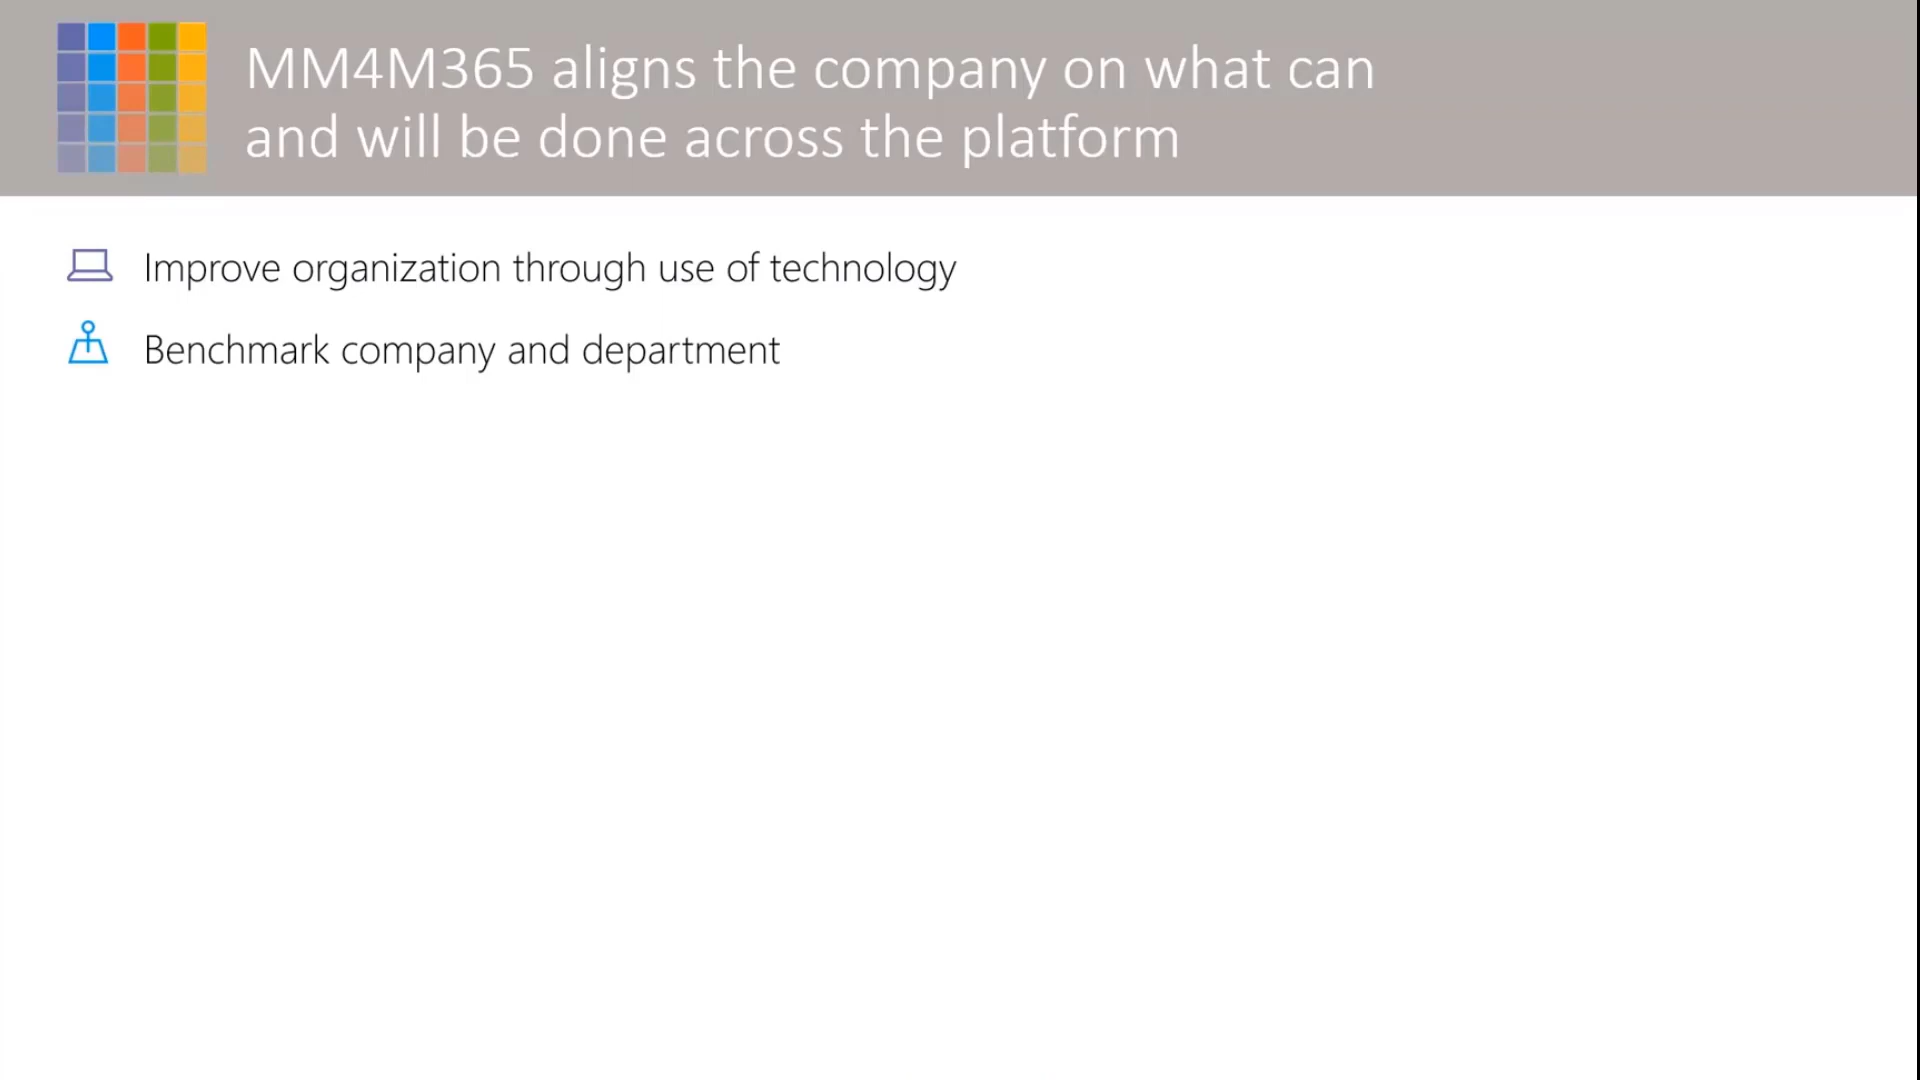 MM4M365 aligns the company on what can
and will be done across the platform
Improve organization through use of technology
Benchmark company and department